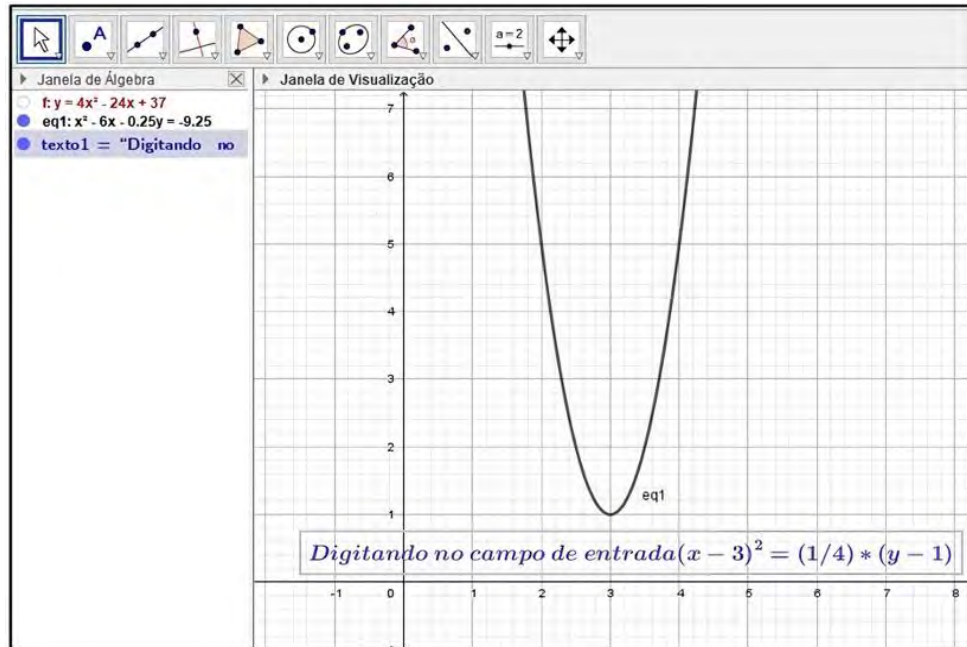 a=2
Janela de Álgebra
Janela de Visualização
f: y = 4x² - 24x + 37
eq1: x² - 6x - 0.25y = -9.25
texto1 = "Digitando no
7
6
5
4
3
2
1
eq1
Digitando no campo de entrada(x − 3)² = (1/4) ∗ (y − 1)
-1 0 1 2 3 4 5 6 7 8